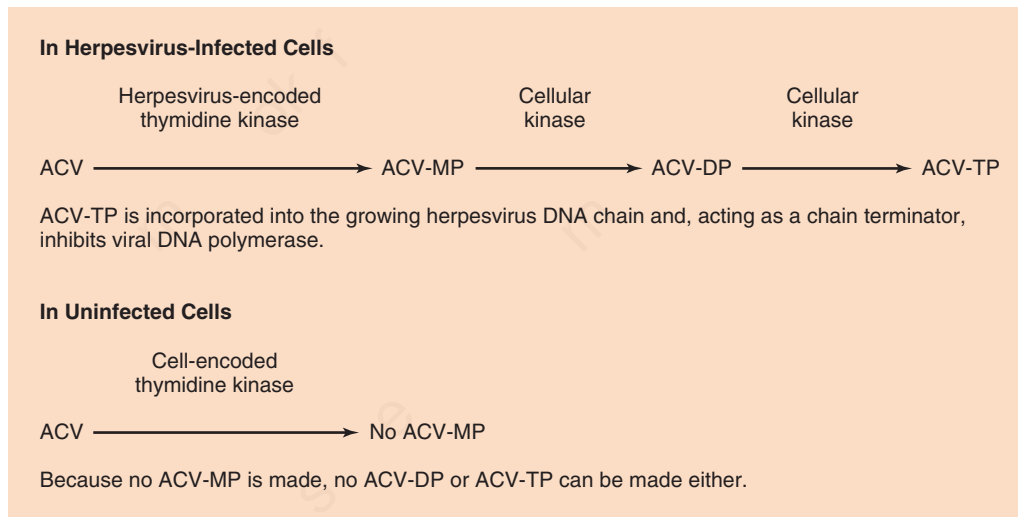 In Herpesvirus-Infected Cells
Herpesvirus-encoded Cellular Cellular
thymidine kinase kinase kinase
ACV ACV-MP ACV-DP ACV-TP
ACV-TP is incorporated into the growing herpesvirus DNA chain and, acting as a chain terminator,
inhibits viral DNA polymerase.
In Uninfected Cells
Cell-encoded
thymidine kinase
ACV No ACV-MP
Because no ACV-MP is made, no ACV-DP or ACV-TP can be made either.